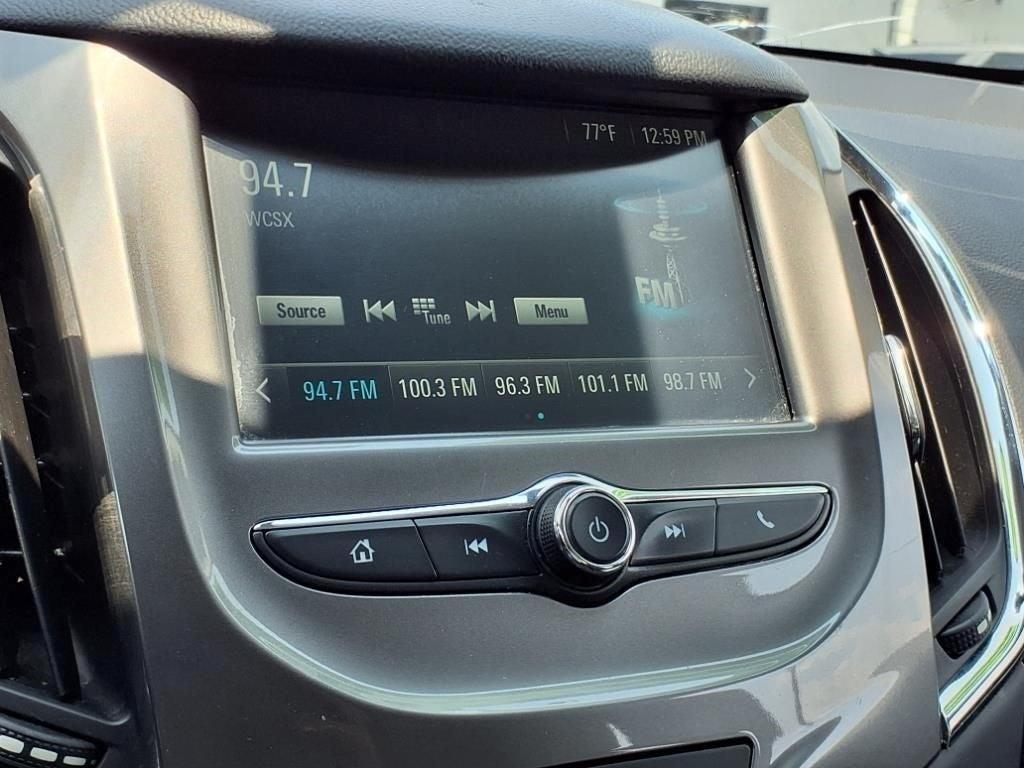 77°F 12:59 PM
94.7
WCSX
FM
Source Tune Menu
94.7 FM 100.3 FM 96.3 FM 101.1 FM 98.7 FM